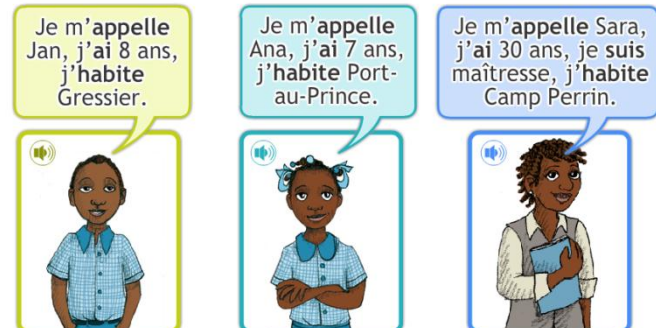 Je m'appelle
Jan, j'ai 8 ans,
j'habite
Gressier.
Je m'appelle
Ana, j'ai 7 ans,
j'habite Port-
au-Prince.
Je m'appelle Sara,
j'ai 30 ans, je suis
maîtresse, j'habite
Camp Perrin.